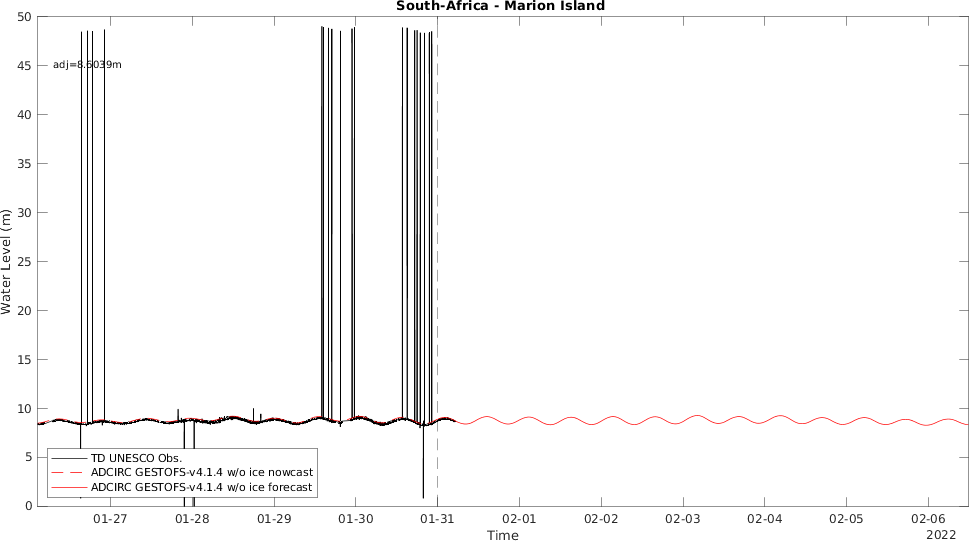 South-Africa - Marion Island
50
45
40
35
30
25
20
15
10
5
0
Water Level (m)
adj=8.6039m
TD UNESCO Obs.
ADCIRC GESTOFS-v4.1.4 w/o ice nowcast
ADCIRC GESTOFS-v4.1.4 w/o ice forecast
01-27 01-28 01-29 01-30 01-31 02-01 02-02 02-03 02-04 02-05 02-06
Time
2022